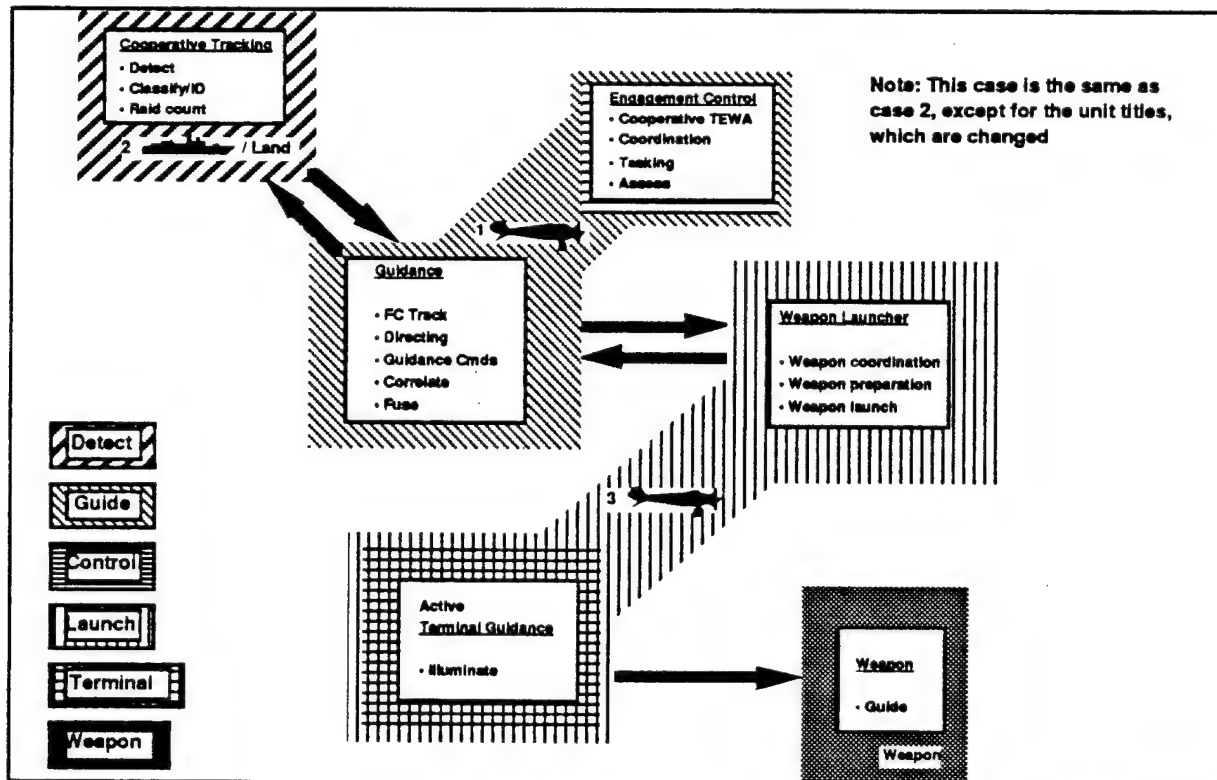 Cooperative Tracking
• Detect
• Classify/ID
• Raid count
2 / Land
Engagement Control
• Cooperative TEWA
• Coordination
• Tasking
• Assess
Note: This case is the same as
case 2, except for the unit titles,
which are changed
1
Guidance
• FC Track
• Directing
• Guidance Cmds
• Correlate
• Fuse
Weapon Launcher
• Weapon coordination
• Weapon preparation
• Weapon launch
3
Active
Terminal Guidance
• Illuminate
Weapon
• Guide
Weapon
Detect
Guide
Control
Launch
Terminal
Weapon